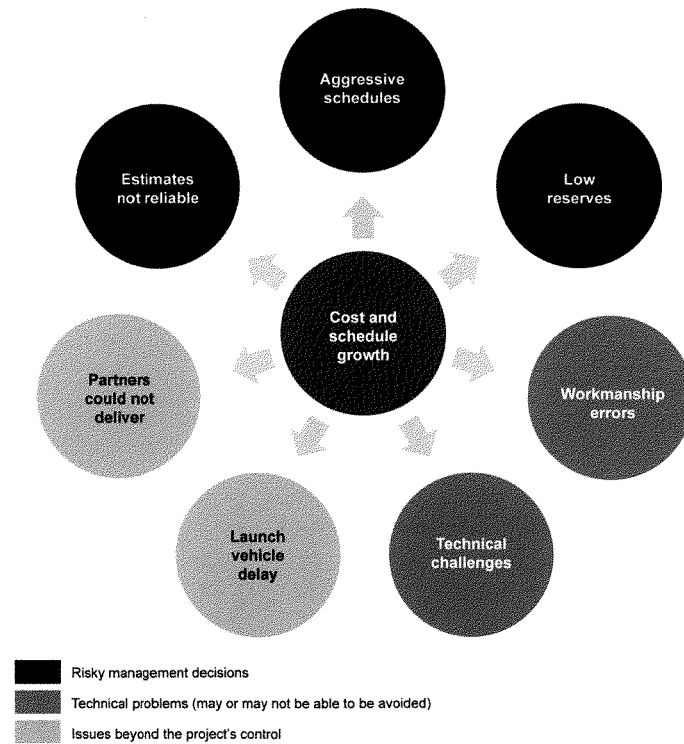 Aggressive
schedules
Estimates
not reliable
Low
reserves
Cost and
schedule
growth
Partners
could not
deliver
Workmanship
errors
Launch
vehicle
delay
Technical
challenges
Risky management decisions
Technical problems (may or may not be able to be avoided)
Issues beyond the project's control